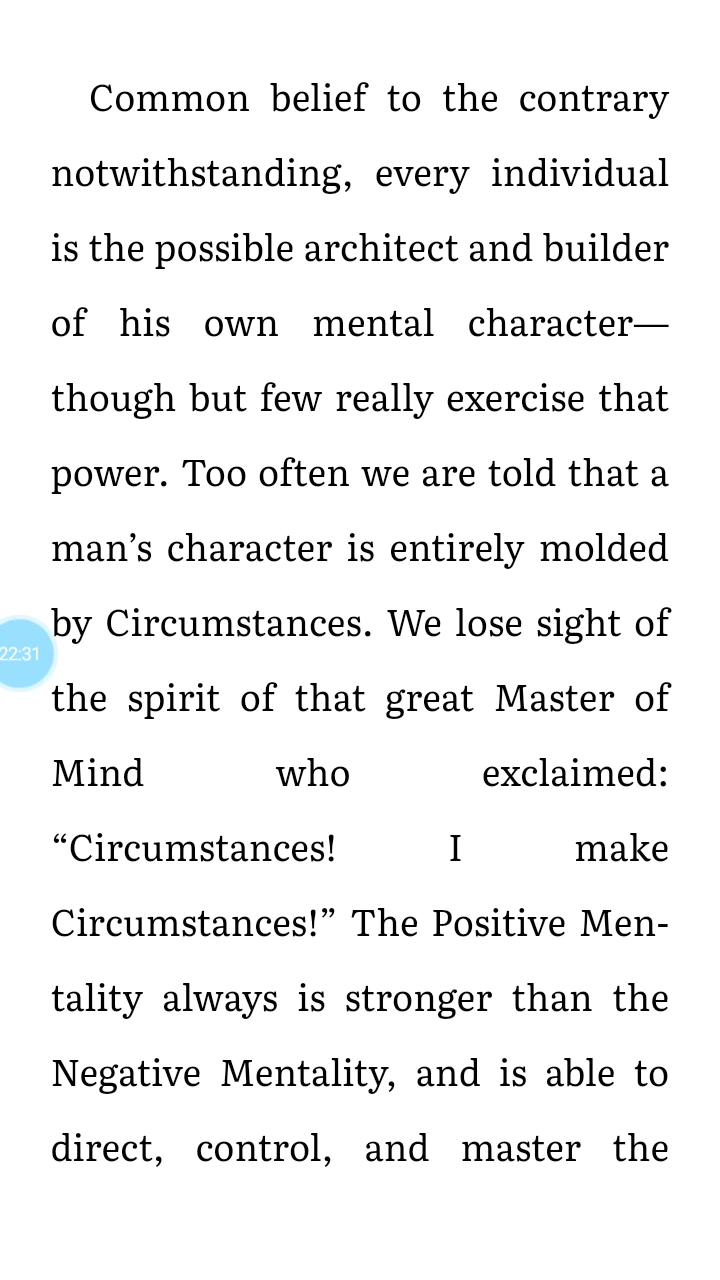 Common belief to the contrary
notwithstanding, every individual
is the possible architect and builder
of his own mental character—
though but few really exercise that
power. Too often we are told that a
man’s character is entirely molded
by Circumstances. We lose sight of
22:31
the spirit of that great Master of
Mind who exclaimed:
“Circumstances! I make
Circumstances!” The Positive Men-
tality always is stronger than the
Negative Mentality, and is able to
direct, control, and master the